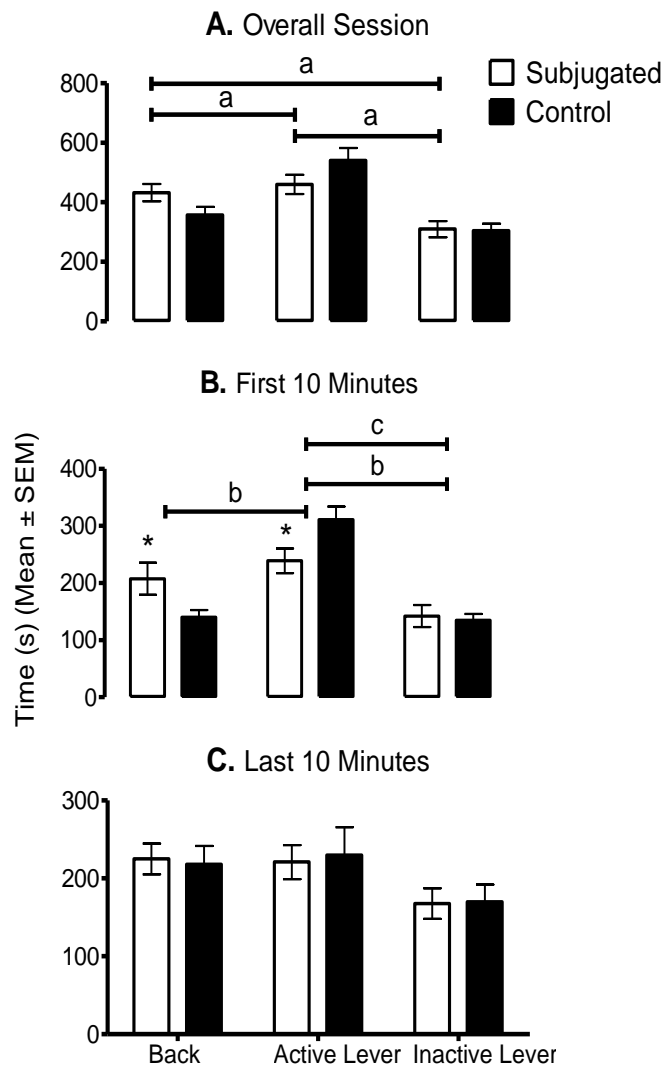 A. Overall Session
Subjugated
Control
a
a
a
800
600
400
200
0
B. First 10 Minutes
Time (s) (Mean ± SEM)
c
b
b
400
300
200
100
0
*
*
C. Last 10 Minutes
300
200
100
0
Back Active Lever Inactive Lever